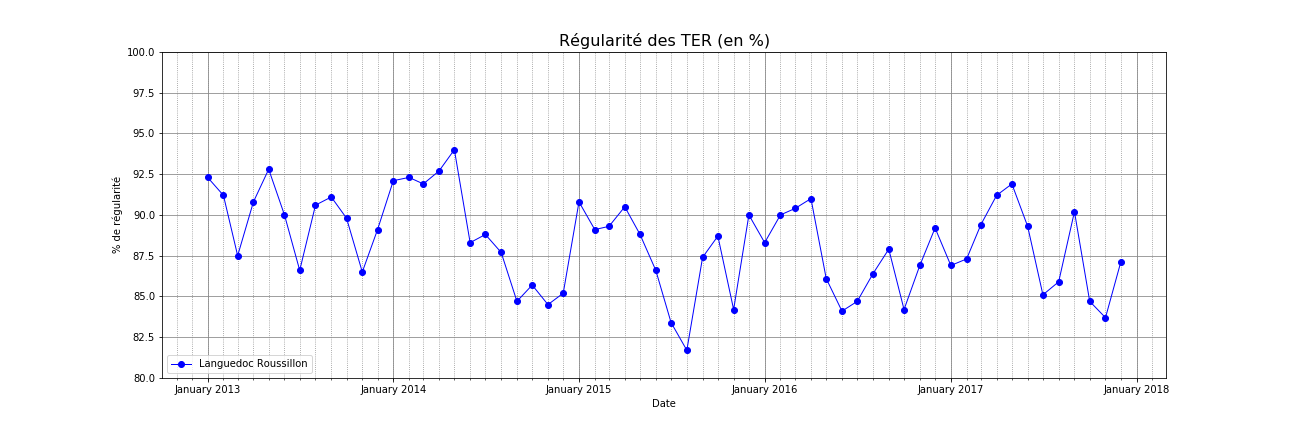 Régularité des TER (en %)
100.0
97.5
95.0
92.5
90.0
87.5
85.0
82.5
80.0
% de régularité
Languedoc Roussillon
January 2013 January 2014 January 2015 January 2016 January 2017 January 2018
Date